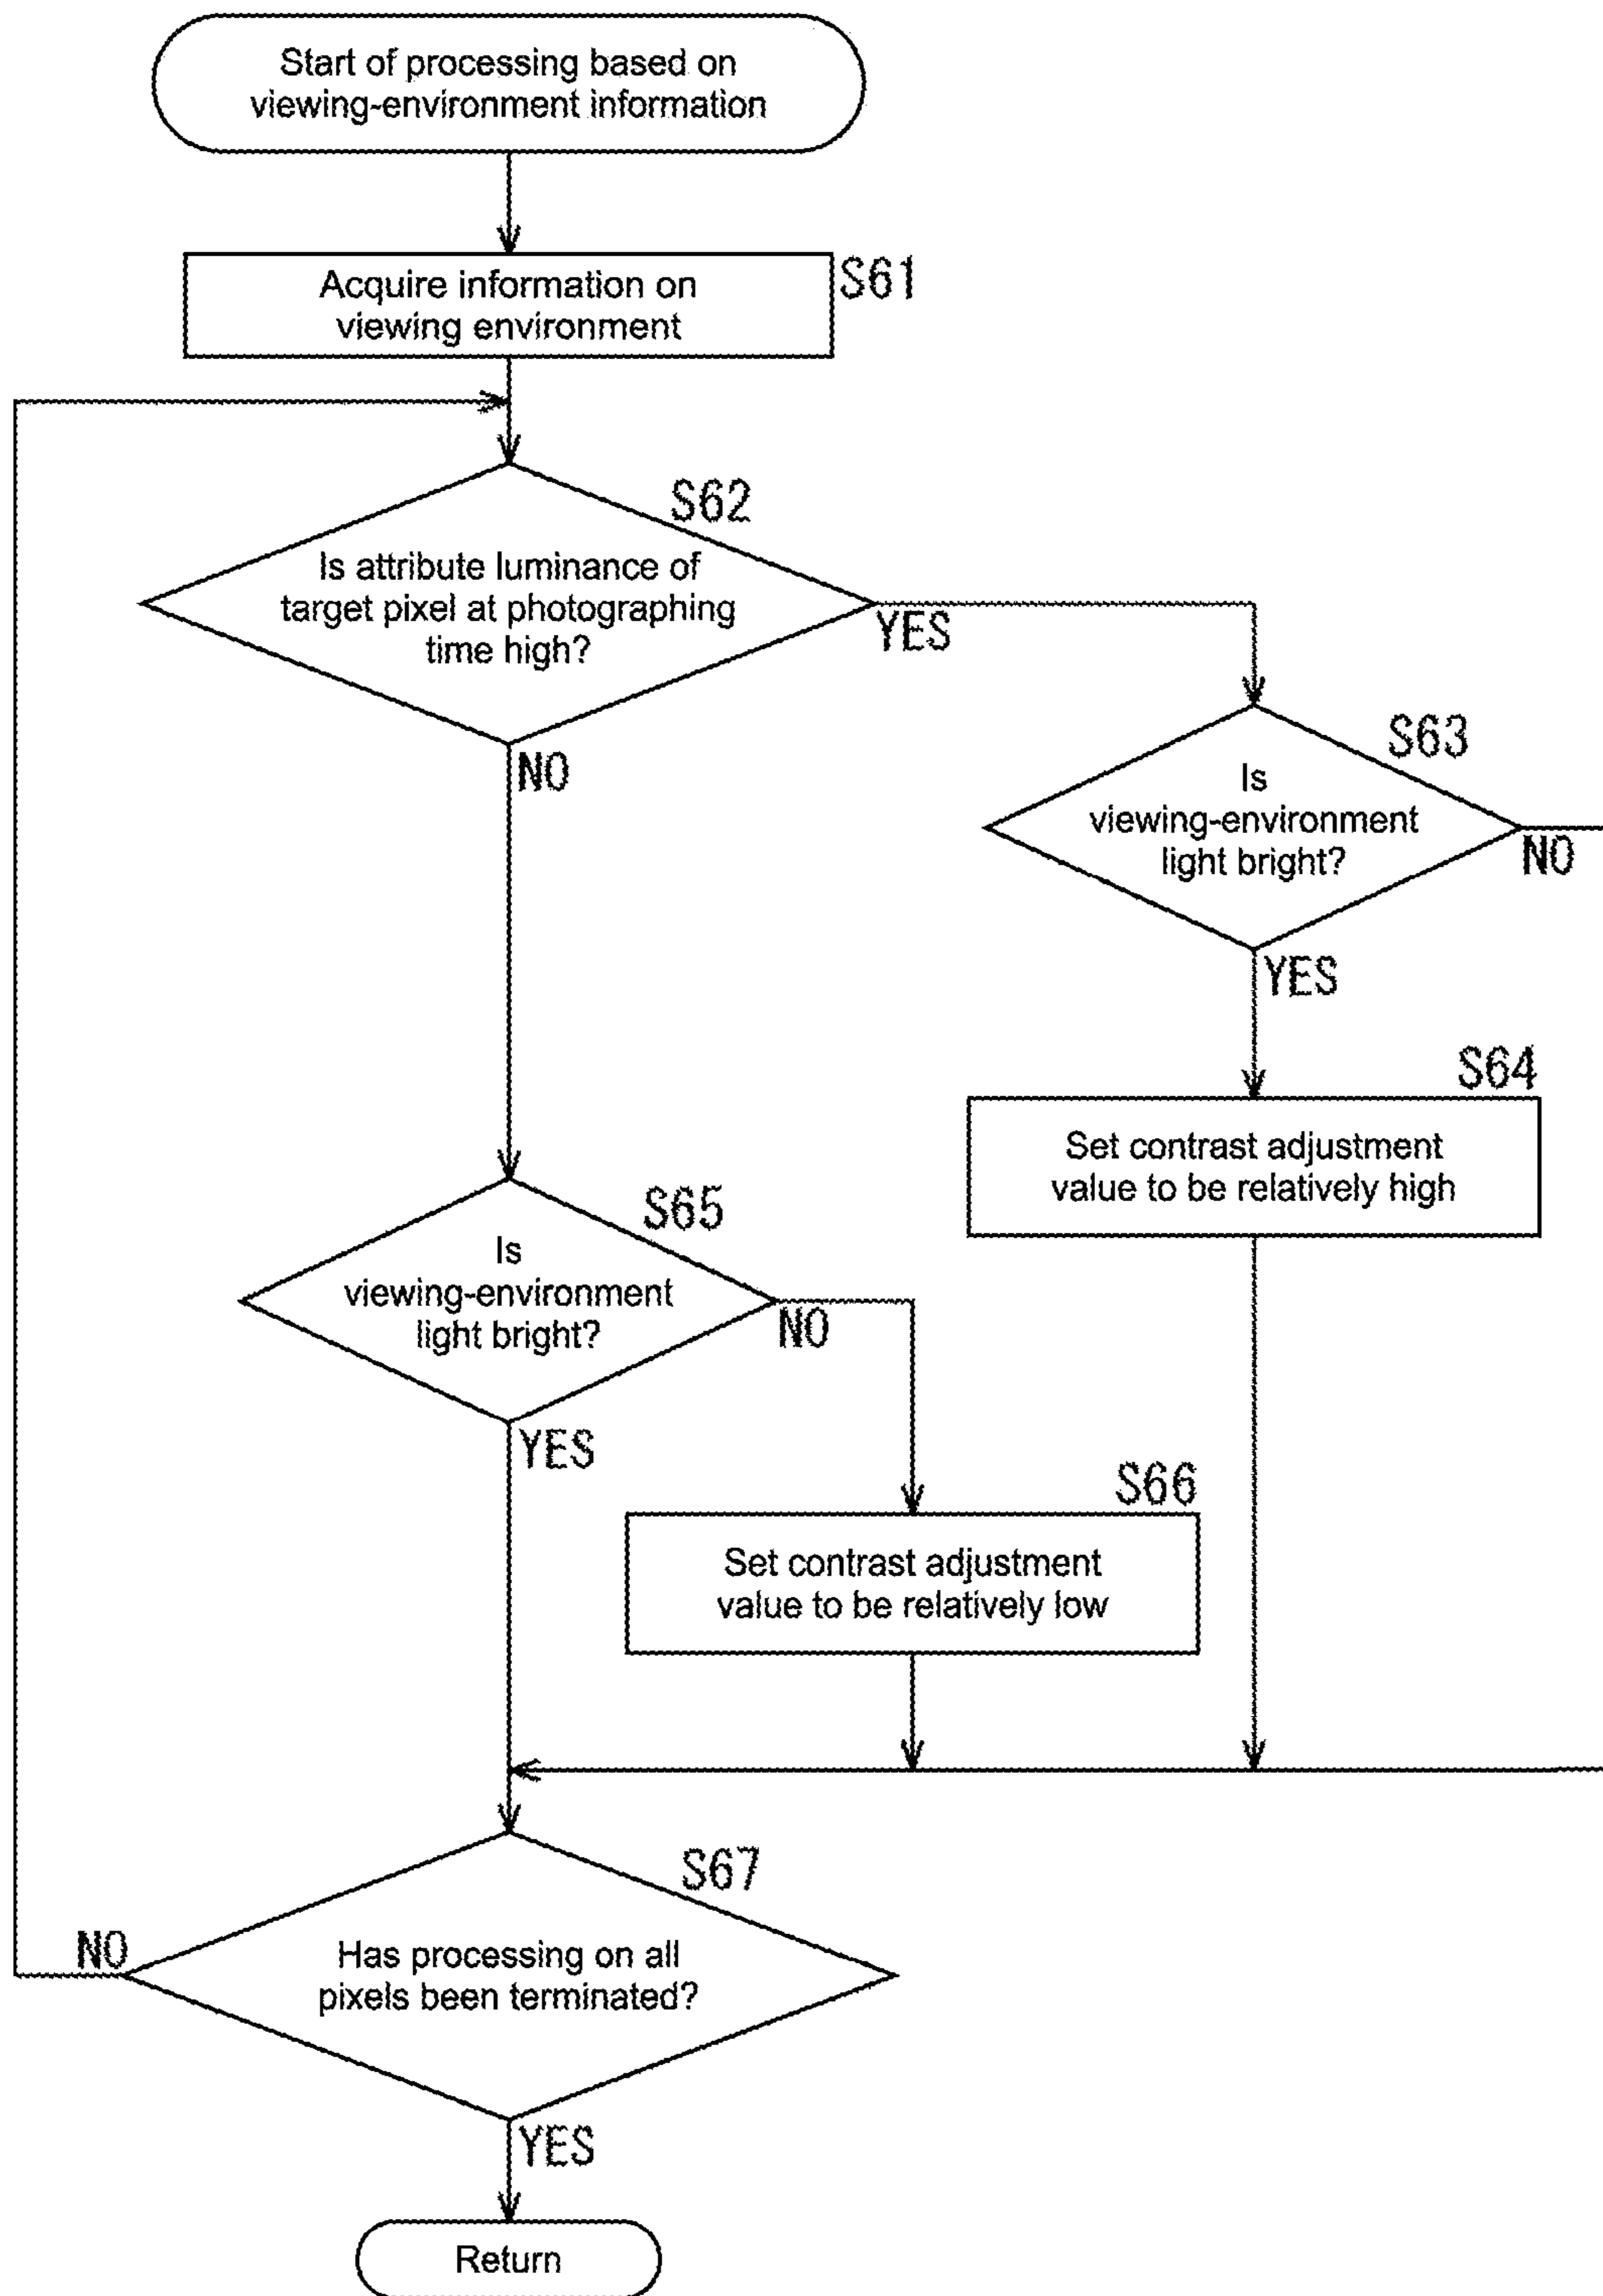 Start of processing based on
viewing-environment information
Acquire information on
viewing environment
S61
S62
Is attribute luminance of
target pixel at photographing
time high?
YES
NO
S63
Is
viewing-environment
light bright?
NO
YES
S64
Set contrast adjustment
value to be relatively high
S65
Is
viewing-environment
light bright?
NO
YES
S66
Set contrast adjustment
value to be relatively low
S67
Has processing on all
pixels been terminated?
NO
YES
Return